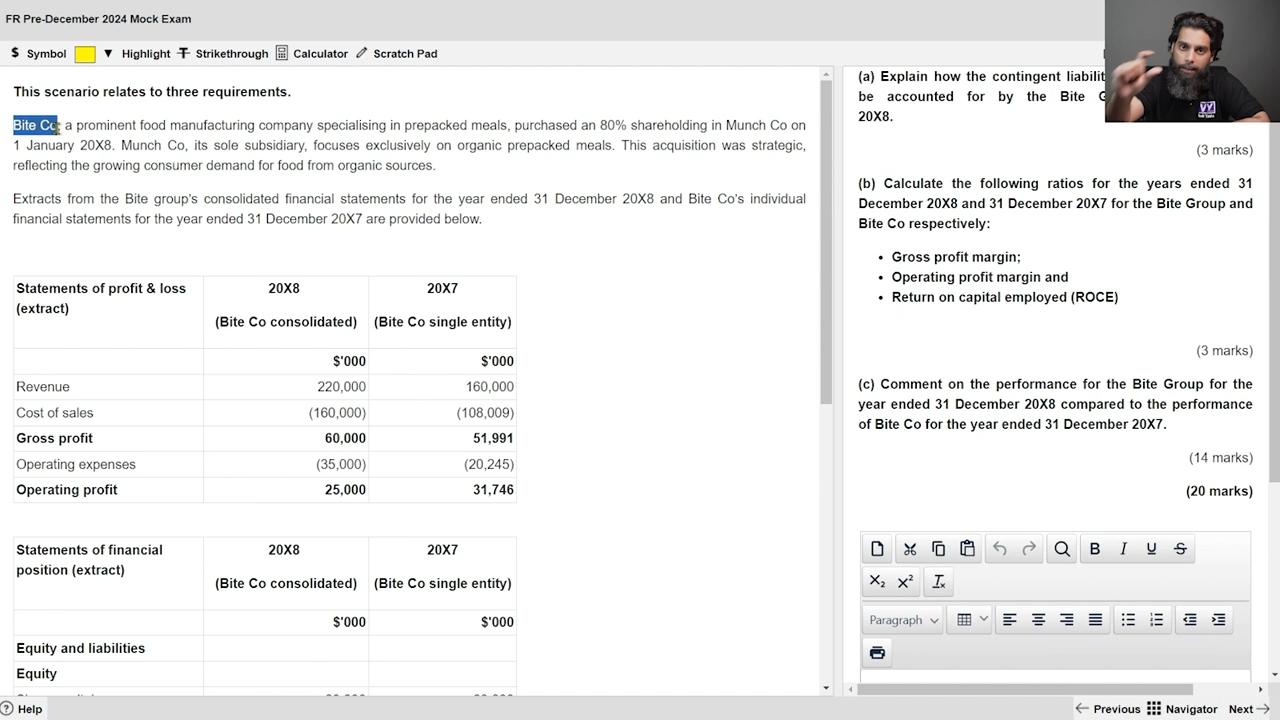 FR Pre-December 2024 Mock Exam
$ Symbol Highlight Strikethrough Calculator Scratch Pad
This scenario relates to three requirements.
Bite Co, a prominent food manufacturing company specialising in prepacked meals, purchased an 80% shareholding in Munch Co on
1 January 20X8. Munch Co, its sole subsidiary, focuses exclusively on organic prepacked meals. This acquisition was strategic,
reflecting the growing consumer demand for food from organic sources.
Extracts from the Bite group's consolidated financial statements for the year ended 31 December 20X8 and Bite Co's individual
financial statements for the year ended 31 December 20X7 are provided below.
Statements of profit & loss 20X8 20X7
(extract)
(Bite Co consolidated) (Bite Co single entity)
$'000 $'000
Revenue 220,000 160,000
Cost of sales (160,000) (108,009)
Gross profit 60,000 51,991
Operating expenses (35,000) (20,245)
Operating profit 25,000 31,746
Statements of financial 20X8 20X7
position (extract)
(Bite Co consolidated) (Bite Co single entity)
$'000 $'000
Equity and liabilities
Equity
(a) Explain how the contingent
be accounted for by the Bite
20X8.
(3 marks)
(b) Calculate the following ratios for the years ended 31
December 20X8 and 31 December 20X7 for the Bite Group and
Bite Co respectively:
• Gross profit margin;
• Operating profit margin and
• Return on capital employed (ROCE)
(3 marks)
(c) Comment on the performance for the Bite Group for the
year ended 31 December 20X8 compared to the performance
of Bite Co for the year ended 31 December 20X7.
(14 marks)
(20 marks)
B I U S
X₂ X² Tx
Paragraph
Help
Previous Navigator Next